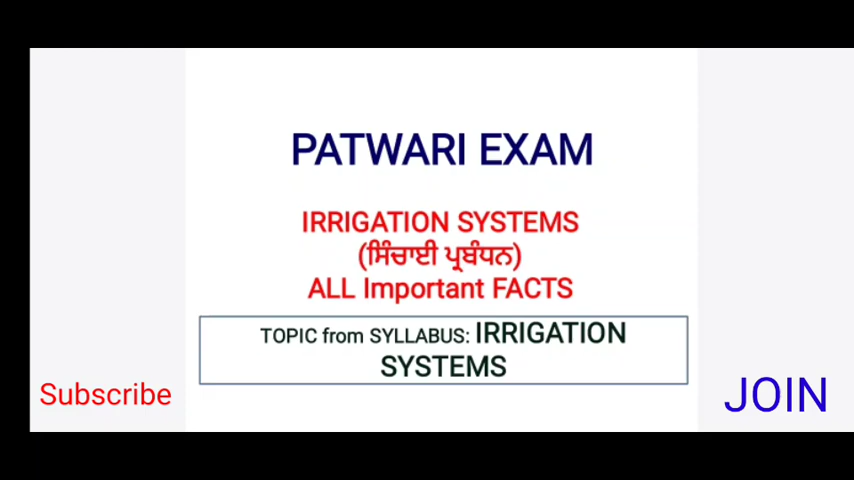 PATWARI EXAM
IRRIGATION SYSTEMS
(ਸਿੰਚਾਈ ਪ੍ਰਬੰਧਨ)
ALL Important FACTS
TOPIC from SYLLABUS: IRRIGATION
SYSTEMS
Subscribe
JOIN